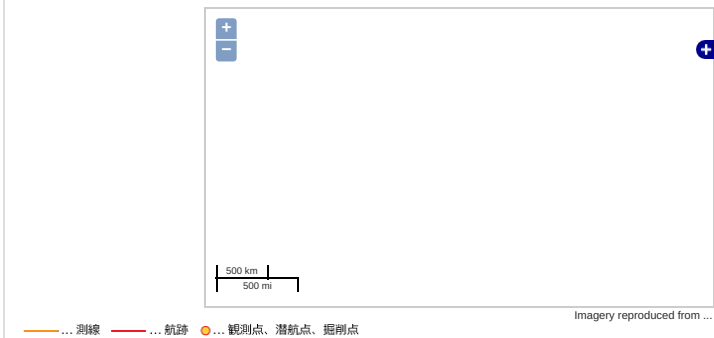 +
−
+
500 km
500 mi
Imagery reproduced from ...
... 測線 ... 航跡 ... 観測点、潜航点、掘削点